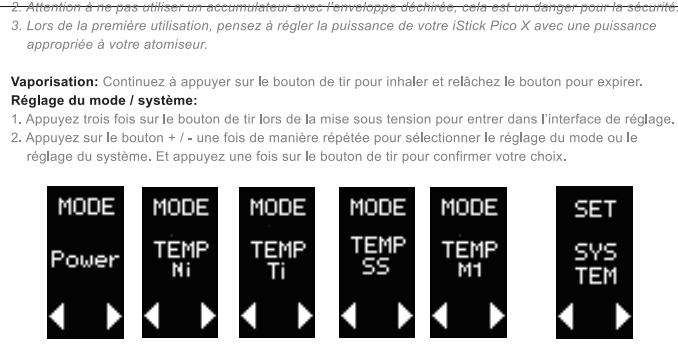 2. Attention à ne pas utiliser un accumulateur avec l'enveloppe déchirée, cela est un danger pour la sécurité.
3. Lors de la première utilisation, pensez à régler la puissance de votre iStick Pico X avec une puissance
appropriée à votre atomiseur.
Vaporisation: Continuez à appuyer sur le bouton de tir pour inhaler et relâchez le bouton pour expirer.
Réglage du mode / système:
1. Appuyez trois fois sur le bouton de tir lors de la mise sous tension pour entrer dans l'interface de réglage.
2. Appuyez sur le bouton + / - une fois de manière répétée pour sélectionner le réglage du mode ou le
réglage du système. Et appuyez une fois sur le bouton de tir pour confirmer votre choix.
MODE MODE MODE MODE MODE SET
Power TEMP TEMP TEMP TEMP SYS
Ni Ti SS M1 TEM